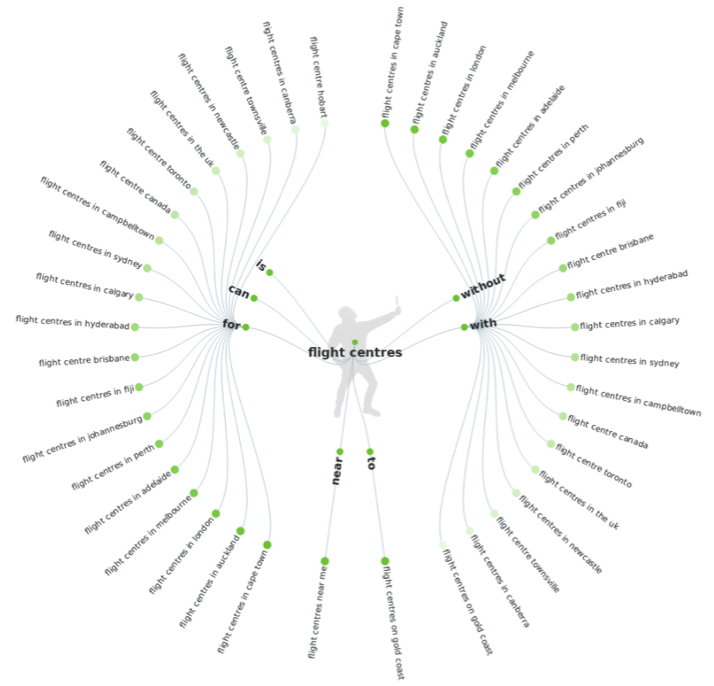 flight centres
is
can
for
near
to
with
without
flight centre hobart
flight centres in canberra
flight centre townsville
flight centres in newcastle
flight centres in the uk
flight centre toronto
flight centre canada
flight centres in campbelltown
flight centres in sydney
flight centres in calgary
flight centres in hyderabad
flight centre brisbane
flight centres in fiji
flight centres in johannesburg
flight centres in perth
flight centres in adelaide
flight centres in melbourne
flight centres in london
flight centres in auckland
flight centres in cape town
flight centres near me
flight centres on gold coast
flight centres on gold coast
flight centres in canberra
flight centre townsville
flight centres in newcastle
flight centres in the uk
flight centre toronto
flight centre canada
flight centres in campbelltown
flight centres in sydney
flight centres in calgary
flight centres in hyderabad
flight centre brisbane
flight centres in fiji
flight centres in johannesburg
flight centres in perth
flight centres in adelaide
flight centres in melbourne
flight centres in london
flight centres in auckland
flight centres in cape town